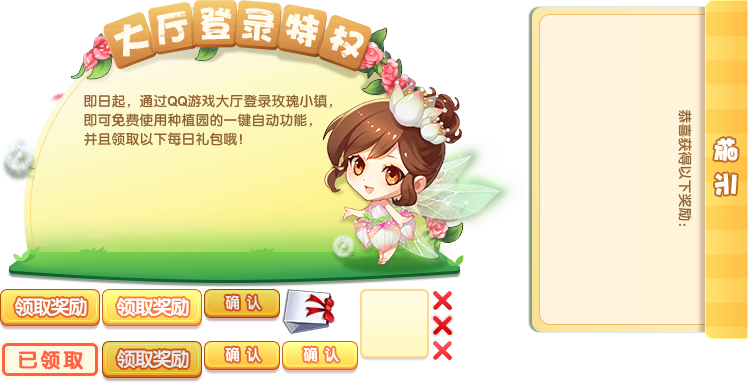 大厅登录特权
即日起，通过QQ游戏大厅登录玫瑰小镇，
即可免费使用种植园的一键自动功能，
并且领取以下每日礼包哦！
领取奖励
领取奖励
确认
已领取
领取奖励
确认
确认
提示
恭喜获得以下奖励：